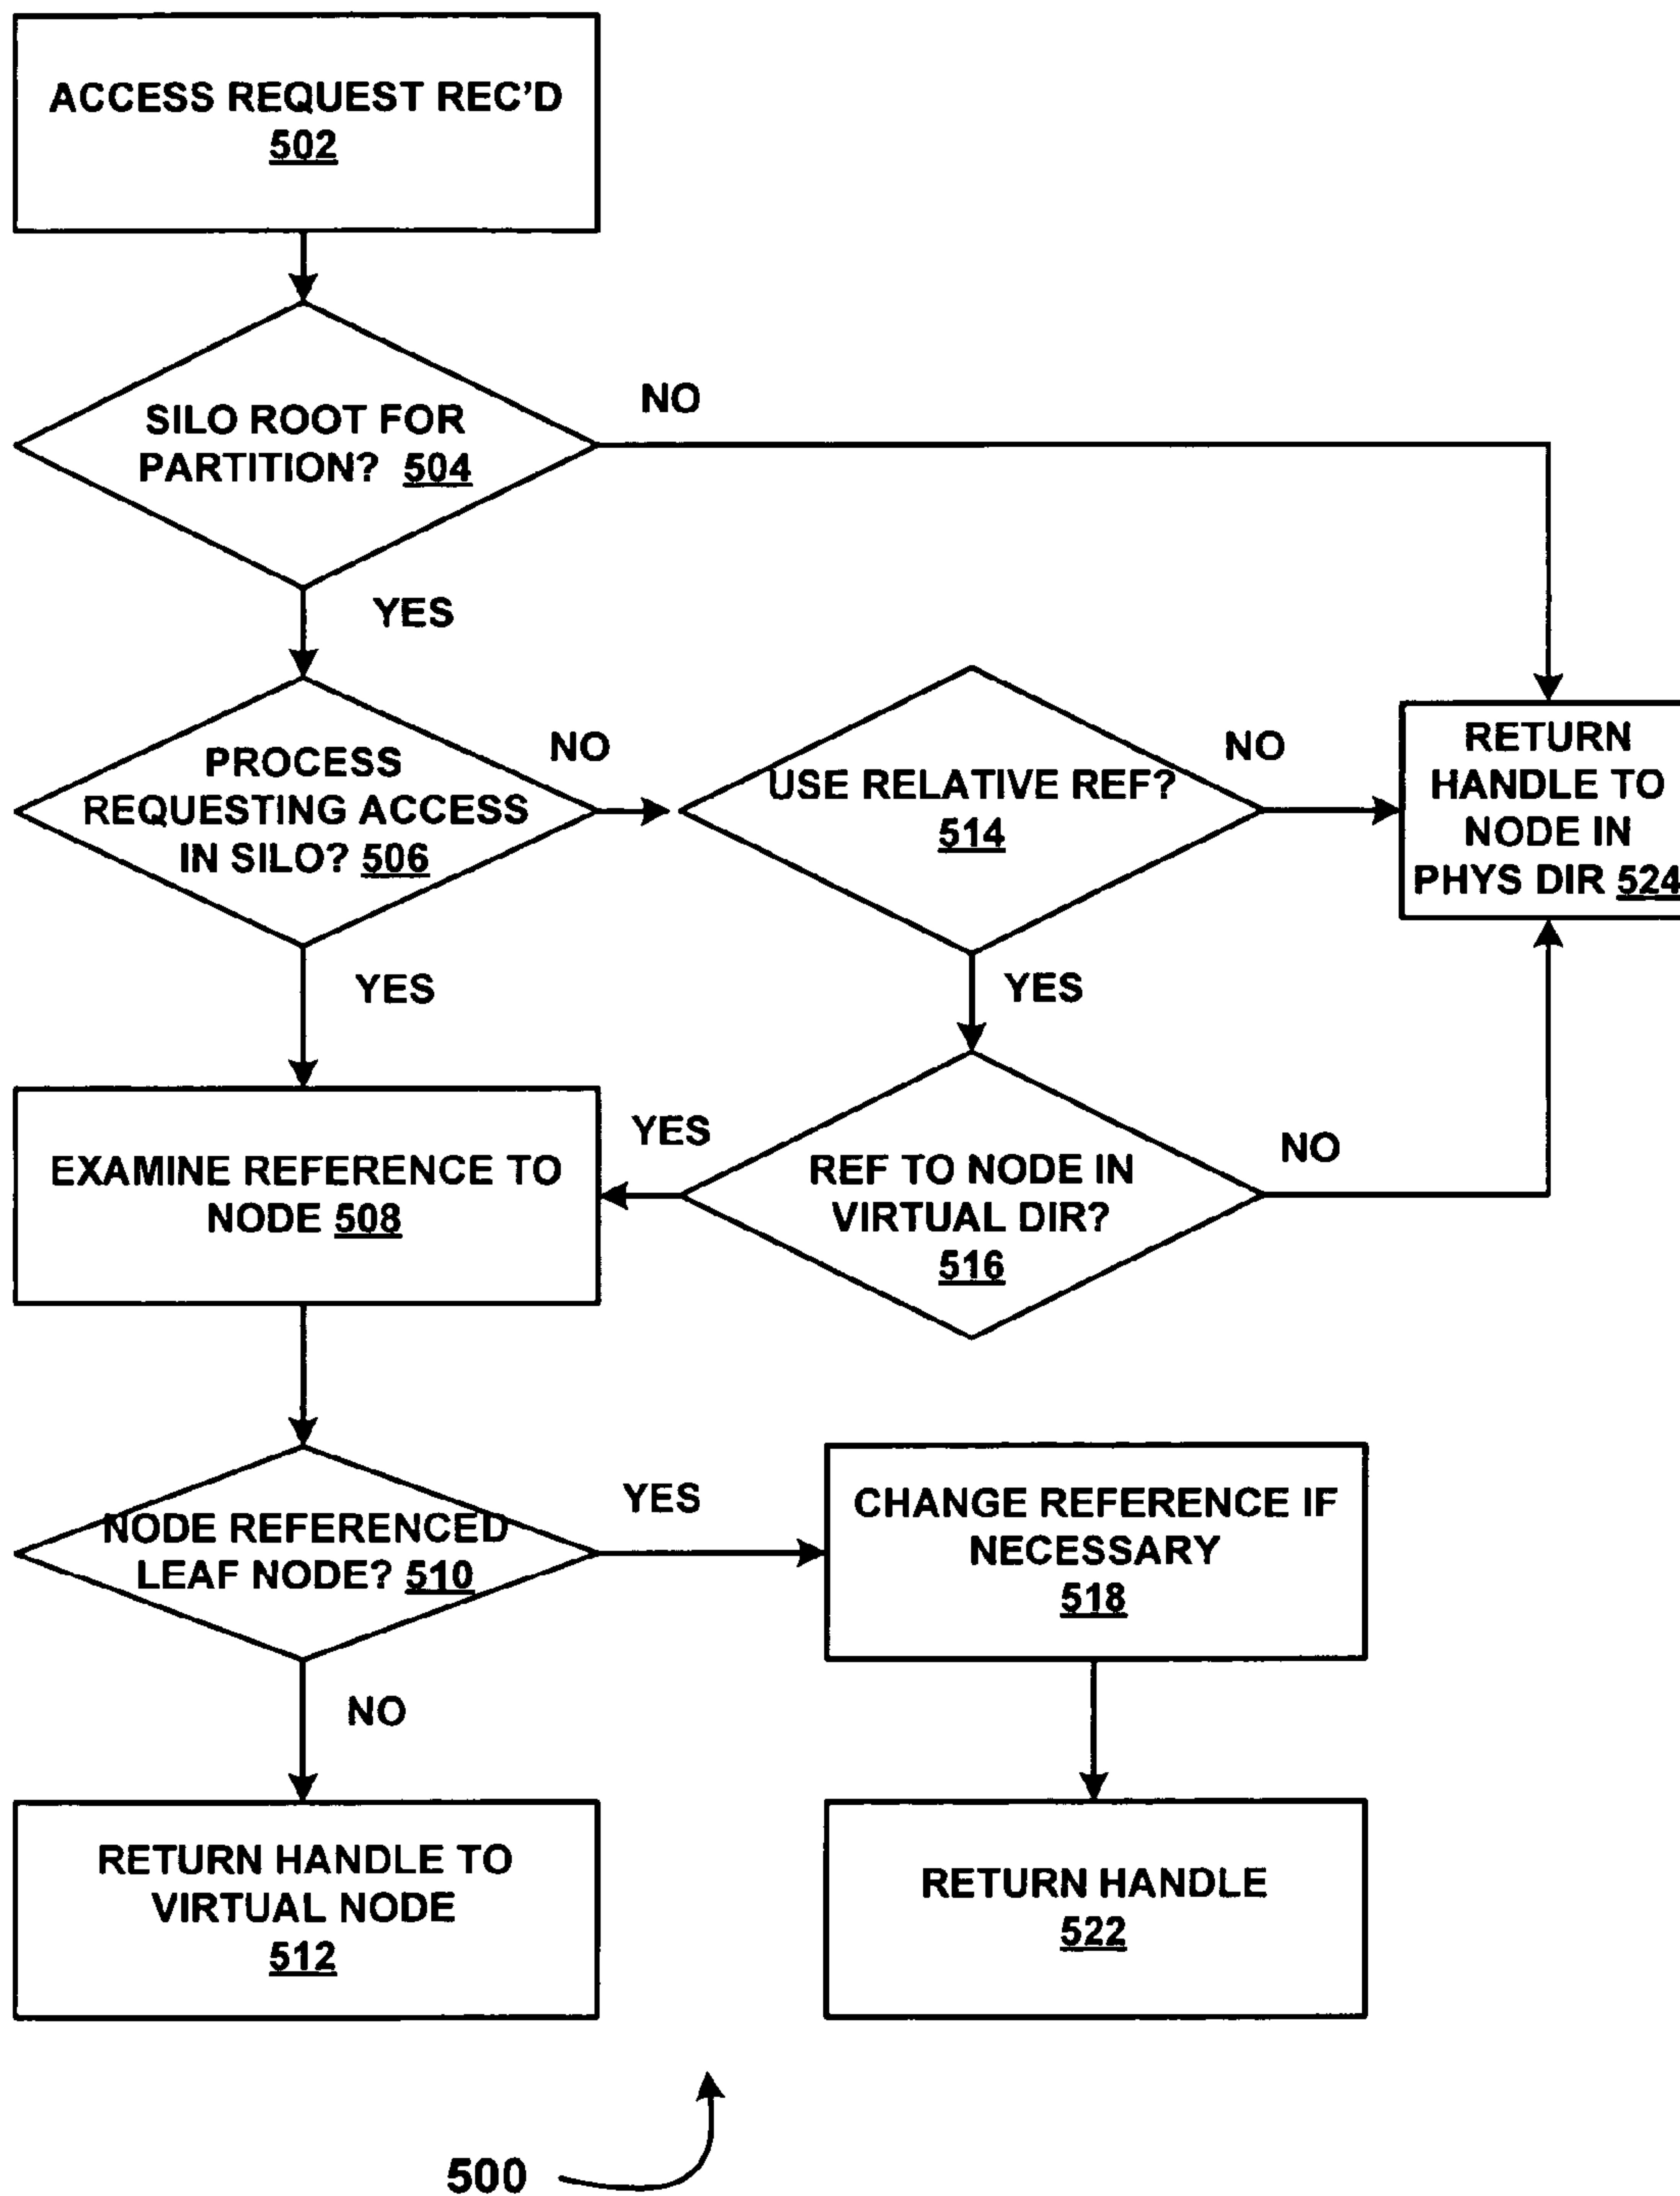 ACCESS REQUEST REC'D
502
SILO ROOT FOR
PARTITION? 504
NO
YES
PROCESS
REQUESTING ACCESS
IN SILO? 506
NO
USE RELATIVE REF?
514
NO
RETURN
HANDLE TO
NODE IN
PHYS DIR 524
YES
YES
EXAMINE REFERENCE TO
NODE 508
YES
REF TO NODE IN
VIRTUAL DIR?
516
NO
NODE REFERENCED
LEAF NODE? 510
YES
CHANGE REFERENCE IF
NECESSARY
518
NO
RETURN HANDLE TO
VIRTUAL NODE
512
RETURN HANDLE
522
500